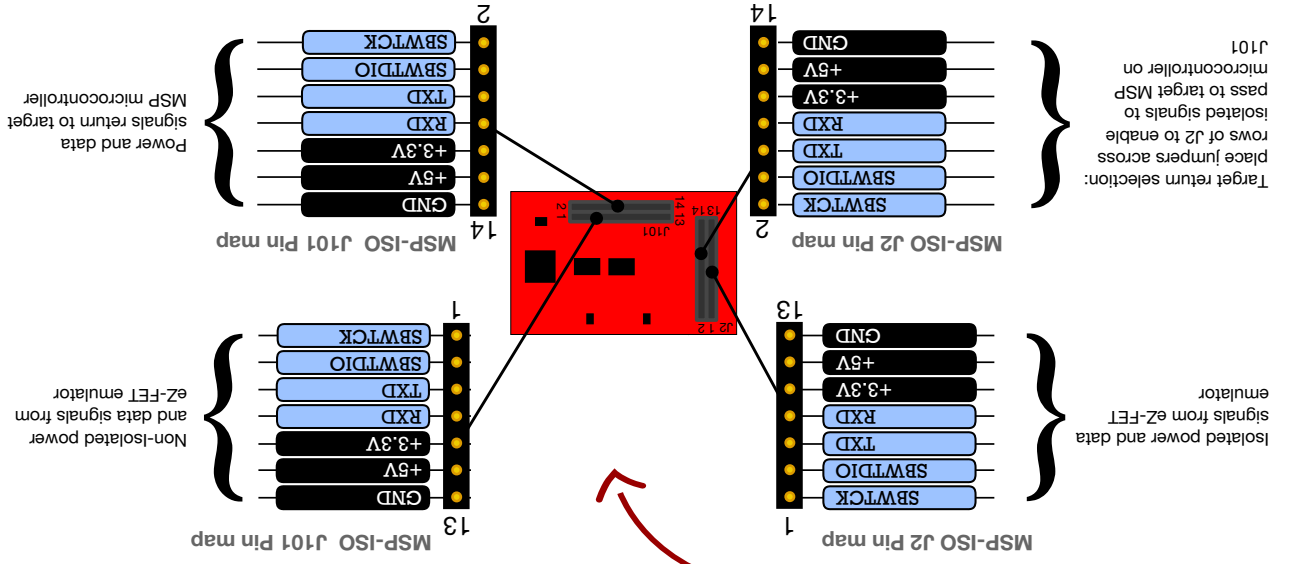 MSP-ISO J2 Pin map
1
SBWTCK
SBWTDIO
TXD
RXD
+3.3V
+5V
GND
13
Isolated power and data
signals from eZ-FET
emulator
MSP-ISO J101 Pin map
13
GND
+5V
+3.3V
RXD
TXD
SBWTDIO
SBWTCK
1
Non-Isolated power
and data signals from
eZ-FET emulator
J2 1 2
1314
J101
13
14
1
2
MSP-ISO J2 Pin map
2
SBWTCK
SBWTDIO
TXD
RXD
+3.3V
+5V
GND
14
Target return selection:
place jumpers across
rows of J2 to enable
isolated signals to
pass to target MSP
microcontroller on
J101
MSP-ISO J101 Pin map
14
GND
+5V
+3.3V
RXD
TXD
SBWTDIO
SBWTCK
2
Power and data
signals return to target
MSP microcontroller